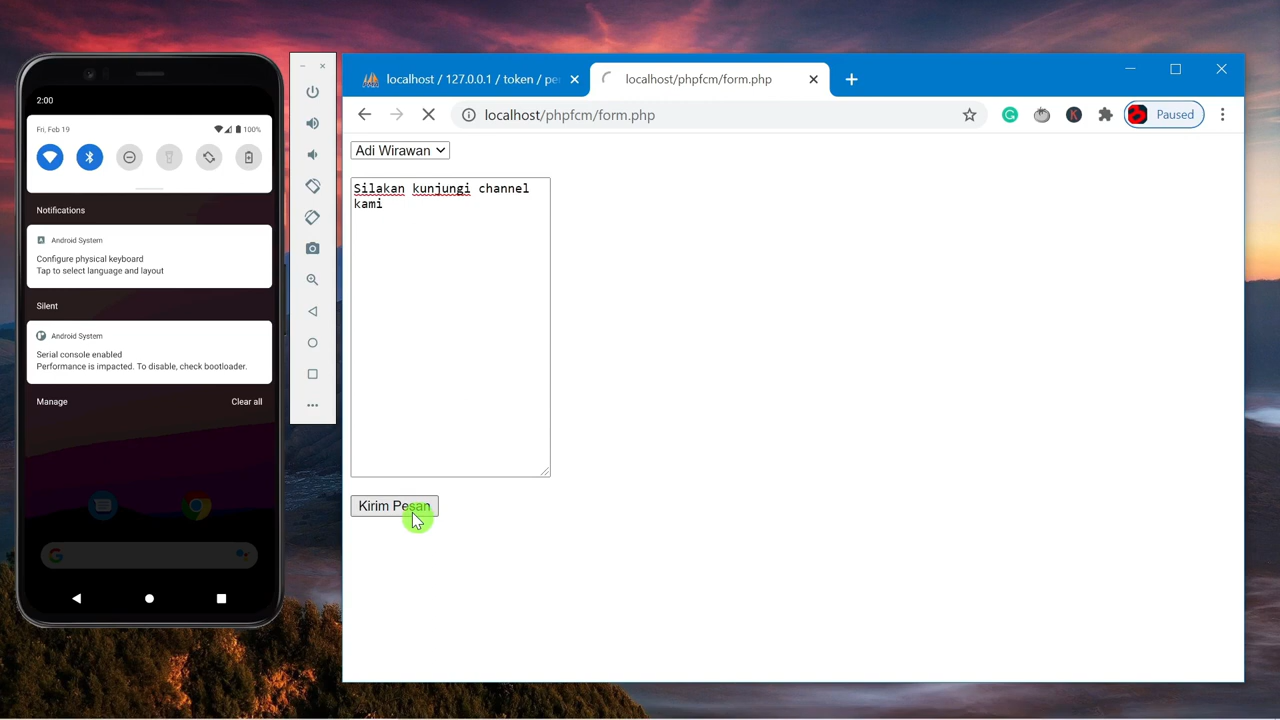 2:00
Fri, Feb 19
100%
Notifications
Android System
Configure physical keyboard
Tap to select language and layout
Silent
Android System
Serial console enabled
Performance is impacted. To disable, check bootloader.
Manage
Clear all
localhost / 127.0.0.1 / token / pe
localhost/phpfcm/form.php
localhost/phpfcm/form.php
Paused
Adi Wirawan
Silakan kunjungi channel
kami
Kirim Pesan